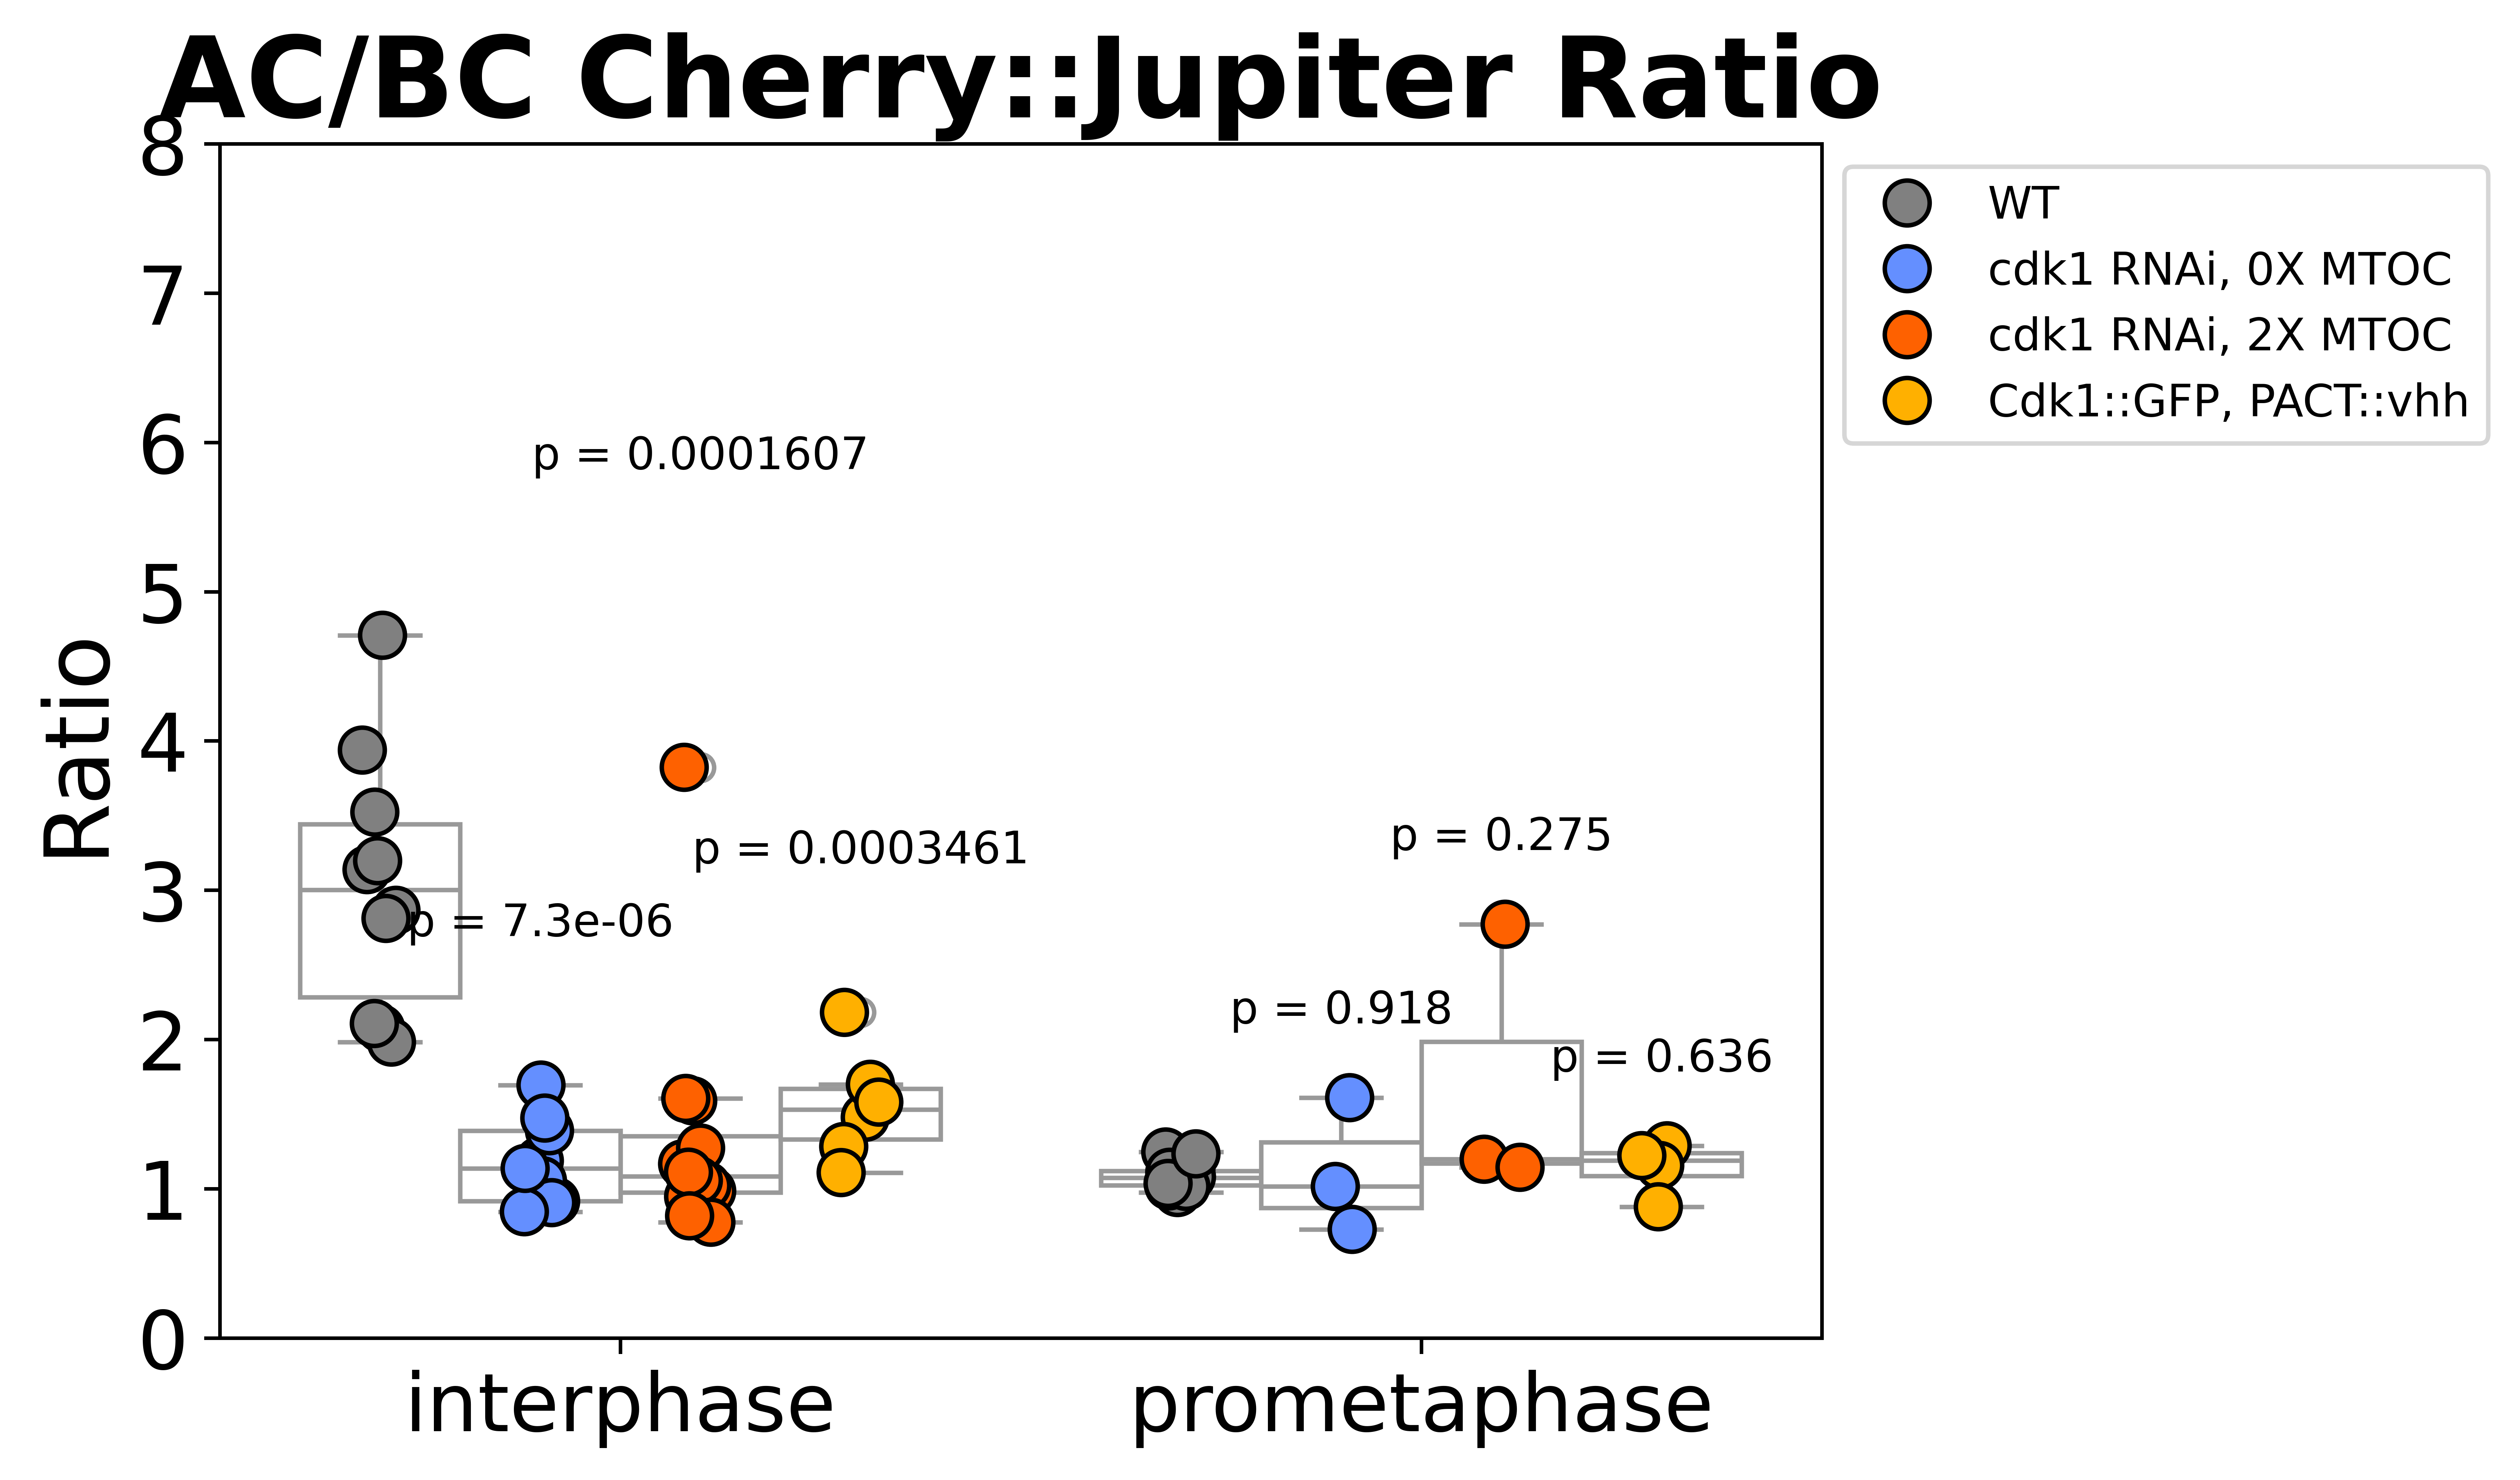 AC/BC Cherry::Jupiter Ratio
8
7
6
5
4
3
2
1
0
Ratio
p = 0.0001607
p = 0.0003461
p = 7.3e-06
p = 0.275
p = 0.918
p = 0.636
interphase
prometaphase
WT
cdk1 RNAi, 0X MTOC
cdk1 RNAi, 2X MTOC
Cdk1::GFP, PACT::vhh